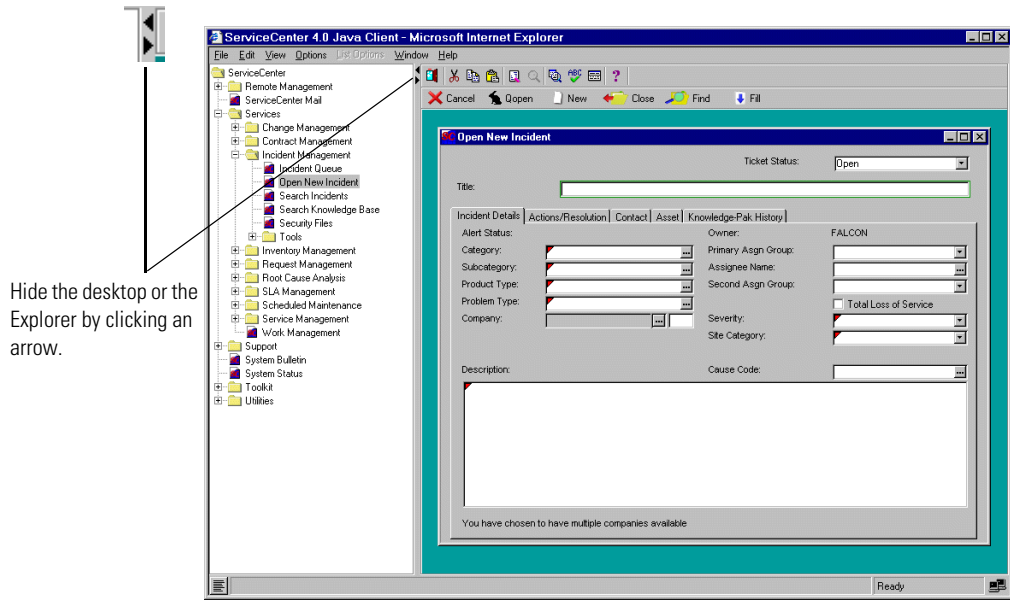 ServiceCenter 4.0 Java Client - Microsoft Internet Explorer
File Edit View Options List Options Window Help
ServiceCenter
Remote Management
ServiceCenter Mail
Services
Change Management
Contract Management
Incident Management
Incident Queue
Open New Incident
Search Incidents
Search Knowledge Base
Security Files
Tools
Inventory Management
Request Management
Root Cause Analysis
SLA Management
Scheduled Maintenance
Service Management
Work Management
Support
System Bulletin
System Status
Toolkit
Utilities
Hide the desktop or the
Explorer by clicking an
arrow.
ABC ?
Cancel Qopen New Close Find Fill
Open New Incident
Ticket Status: Open
Title:
Incident Details Actions/Resolution Contact Asset Knowledge-Pak History
Alert Status: Owner: FALCON
Category: Primary Asgn Group:
Subcategory: Assignee Name:
Product Type: Second Asgn Group:
Problem Type: Total Loss of Service
Company: Severity:
Site Category:
Description: Cause Code:
You have chosen to have multiple companies available
Ready